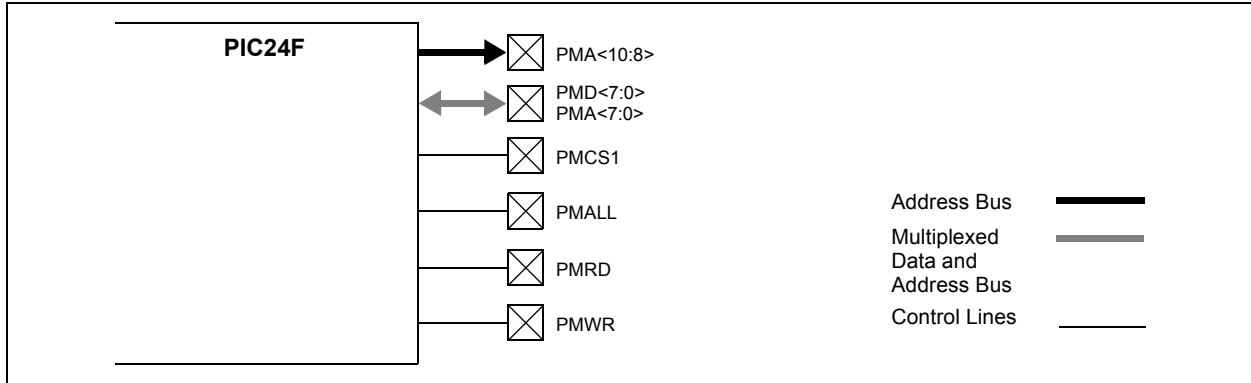 PIC24F
PMA<10:8>
PMD<7:0>
PMA<7:0>
PMCS1
PMALL
PMRD
PMWR
Address Bus
Multiplexed
Data and
Address Bus
Control Lines